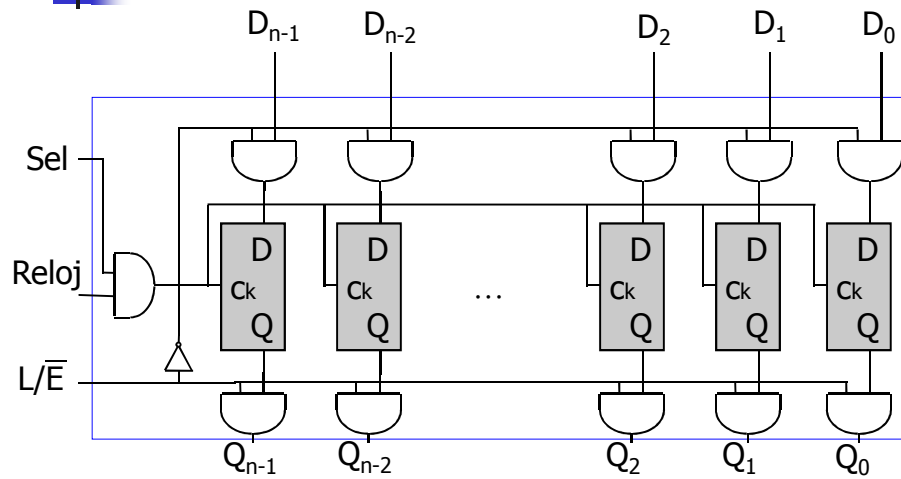 Dₙ₋₁ Dₙ₋₂ D₂ D₁ D₀
Sel
D D D D D
Reloj
Ck Ck ... Ck Ck Ck
Q Q Q Q Q
L/E̅
Qₙ₋₁ Qₙ₋₂ Q₂ Q₁ Q₀